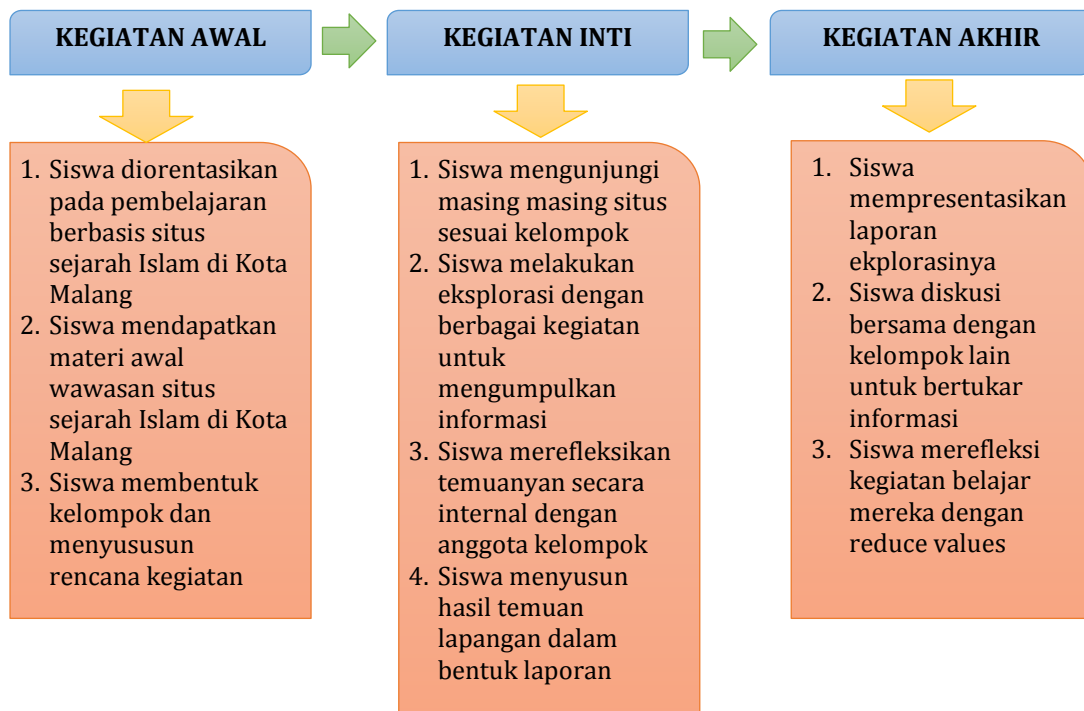 KEGIATAN AWAL
KEGIATAN INTI
KEGIATAN AKHIR
1. Siswa diorentasikan
pada pembelajaran
berbasis situs
sejarah Islam di Kota
Malang
2. Siswa mendapatkan
materi awal
wawasan situs
sejarah Islam di Kota
Malang
3. Siswa membentuk
kelompok dan
menyususun
rencana kegiatan
1. Siswa mengunjungi
masing masing situs
sesuai kelompok
2. Siswa melakukan
eksplorasi dengan
berbagai kegiatan
untuk
mengumpulkan
informasi
3. Siswa merefleksikan
temuanyan secara
internal dengan
anggota kelompok
4. Siswa menyusun
hasil temuan
lapangan dalam
bentuk laporan
1. Siswa
mempresentasikan
laporan
ekplorasinya
2. Siswa diskusi
bersama dengan
kelompok lain
untuk bertukar
informasi
3. Siswa merefleksi
kegiatan belajar
mereka dengan
reduce values